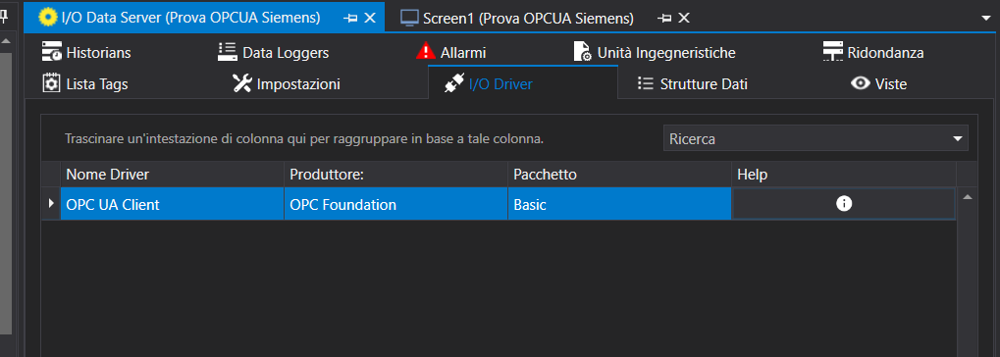 I/O Data Server (Prova OPCUA Siemens) Screen1 (Prova OPCUA Siemens)
Historians Data Loggers Allarmi Unità Ingegneristiche Ridondanza
Lista Tags Impostazioni I/O Driver Strutture Dati Viste
Trascinare un'intestazione di colonna qui per raggruppare in base a tale colonna. Ricerca
Nome Driver Produttore: Pacchetto Help
OPC UA Client OPC Foundation Basic